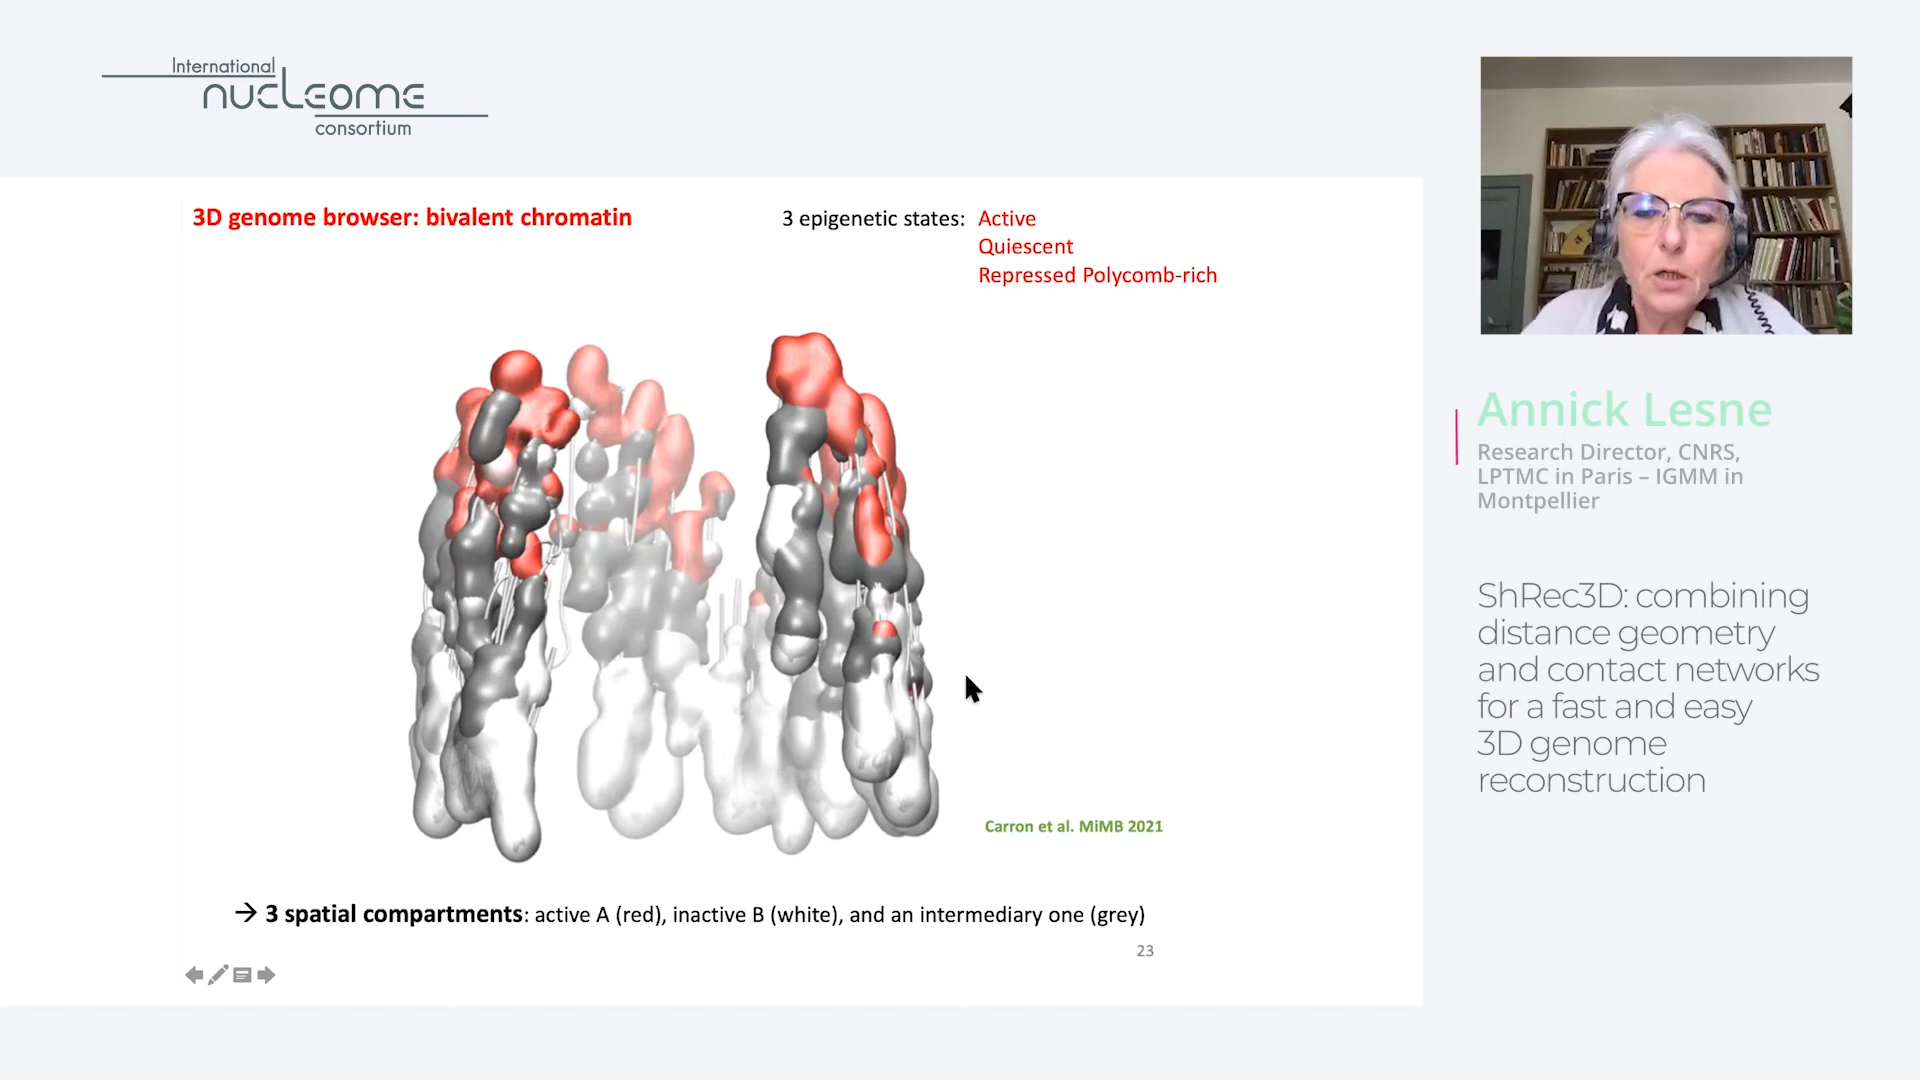 International
nucleome
consortium
3D genome browser: bivalent chromatin
3 epigenetic states: Active
Quiescent
Repressed Polycomb-rich
Carron et al. MiMB 2021
→ 3 spatial compartments: active A (red), inactive B (white), and an intermediary one (grey)
23
Annick Lesne
Research Director, CNRS,
LPTMC in Paris – IGMM in
Montpellier
ShRec3D: combining
distance geometry
and contact networks
for a fast and easy
3D genome
reconstruction